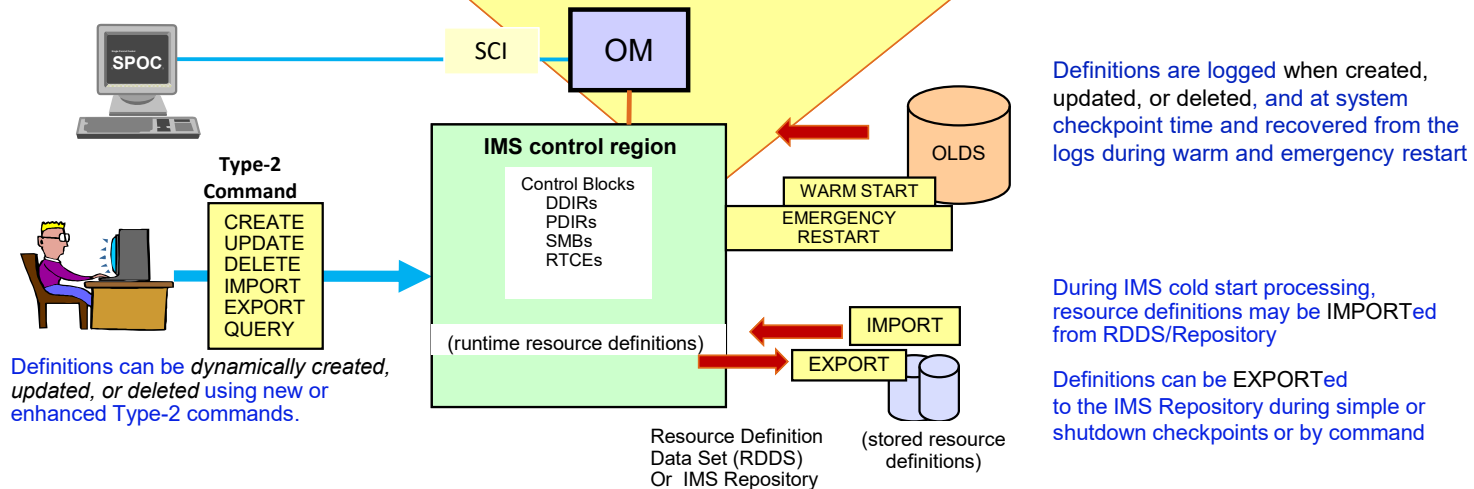 SPOC
SCI
OM
Definitions are logged when created,
updated, or deleted, and at system
checkpoint time and recovered from the
logs during warm and emergency restart
OLDS
WARM START
EMERGENCY
RESTART
IMS control region
Control Blocks
DDIRs
PDIRs
SMBs
RTCEs
(runtime resource definitions)
Type-2
Command
CREATE
UPDATE
DELETE
IMPORT
EXPORT
QUERY
Definitions can be dynamically created,
updated, or deleted using new or
enhanced Type-2 commands.
IMPORT
EXPORT
During IMS cold start processing,
resource definitions may be IMPORTed
from RDDS/Repository
Definitions can be EXPORTed
to the IMS Repository during simple or
shutdown checkpoints or by command
Resource Definition
Data Set (RDDS)
Or IMS Repository
(stored resource
definitions)